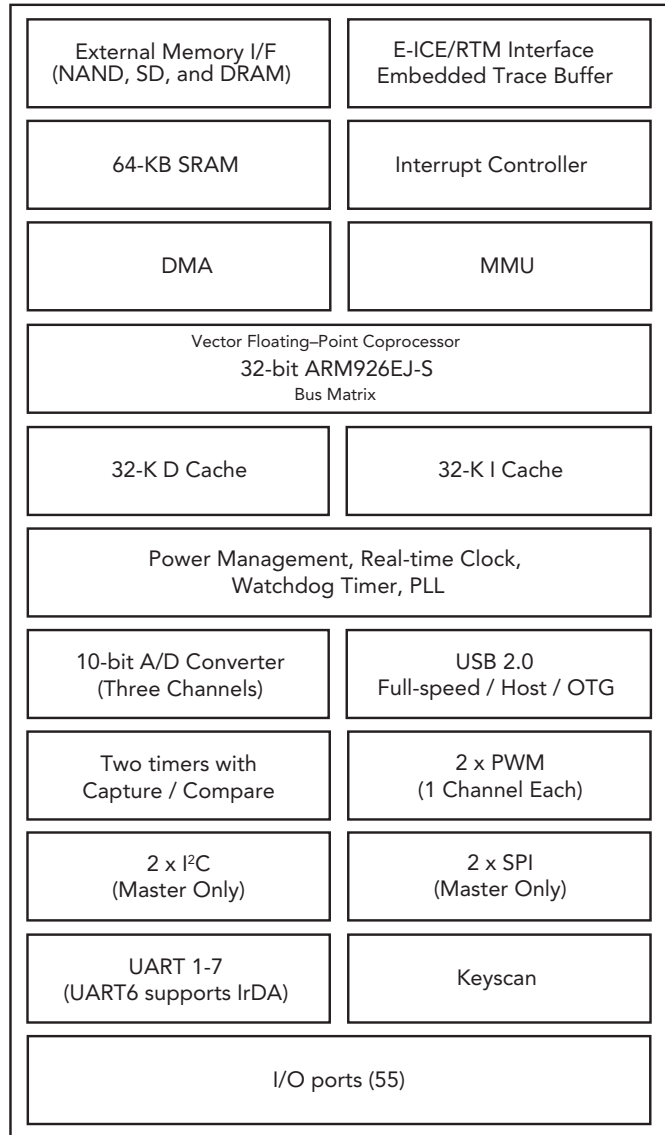 External Memory I/F
(NAND, SD, and DRAM)
E-ICE/RTM Interface
Embedded Trace Buffer
64-KB SRAM
Interrupt Controller
DMA
MMU
Vector Floating–Point Coprocessor
32-bit ARM926EJ-S
Bus Matrix
32-K D Cache
32-K I Cache
Power Management, Real-time Clock,
Watchdog Timer, PLL
10-bit A/D Converter
(Three Channels)
USB 2.0
Full-speed / Host / OTG
Two timers with
Capture / Compare
2 x PWM
(1 Channel Each)
2 x I²C
(Master Only)
2 x SPI
(Master Only)
UART 1-7
(UART6 supports IrDA)
Keyscan
I/O ports (55)